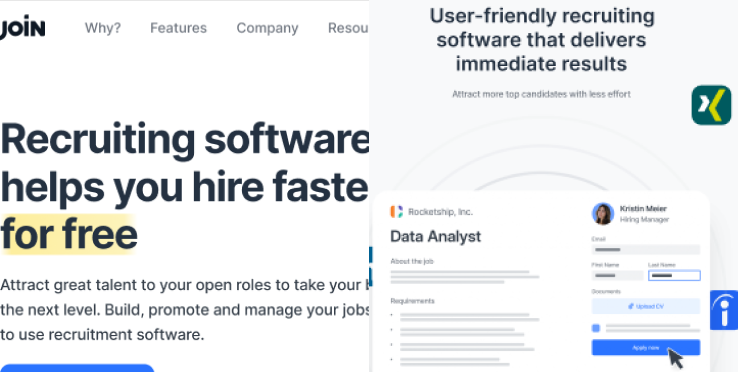 JOIN
Why?
Features
Company
Resou
Recruiting software
helps you hire faste
for free
Attract great talent to your open roles to take your b
the next level. Build, promote and manage your jobs
to use recruitment software.
User-friendly recruiting
software that delivers
immediate results
Attract more top candidates with less effort
Rocketship, Inc.
Data Analyst
About the job
Requirements
Kristin Meier
Hiring Manager
Email
First Name
Last Name
Documents
Upload CV
Apply now